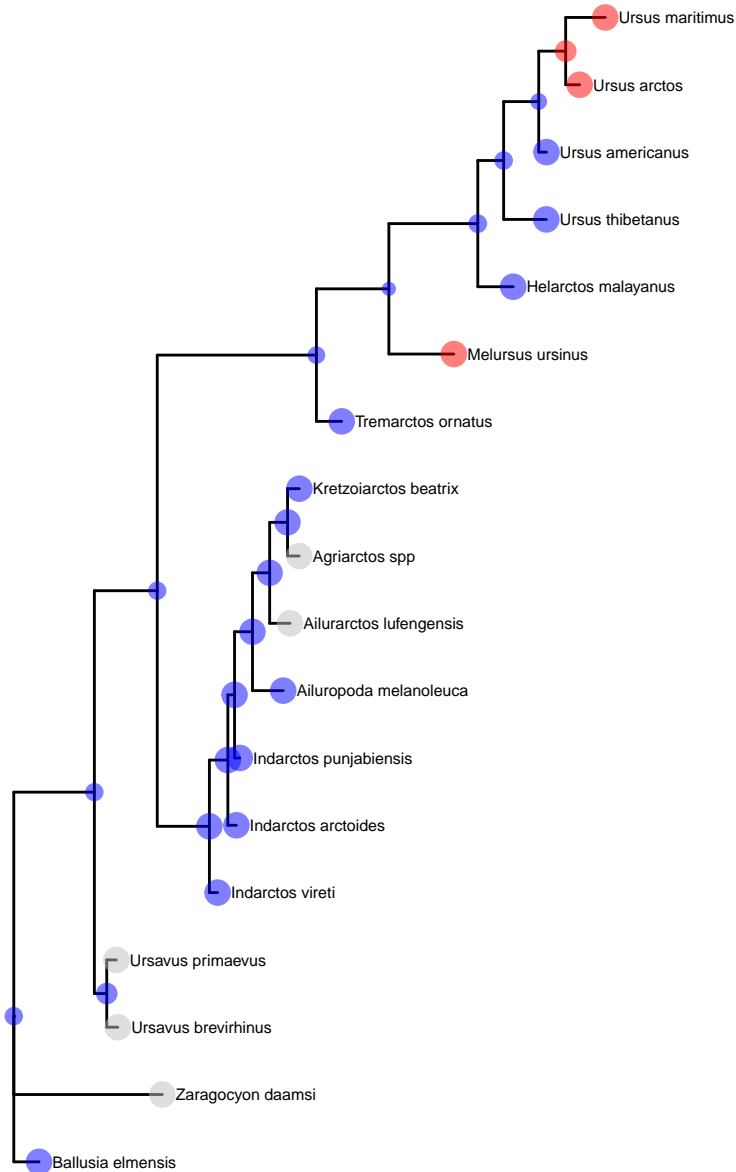 Ursus maritimus
Ursus arctos
Ursus americanus
Ursus thibetanus
Helarctos malayanus
Melursus ursinus
Tremarctos ornatus
Kretzoiarctos beatrix
Agriarctos spp
Ailurarctos lufengensis
Ailuropoda melanoleuca
Indarctos punjabiensis
Indarctos arctoides
Indarctos vireti
Ursavus primaevus
Ursavus brevirhinus
Zaragocyon daamsi
Ballusia elmensis